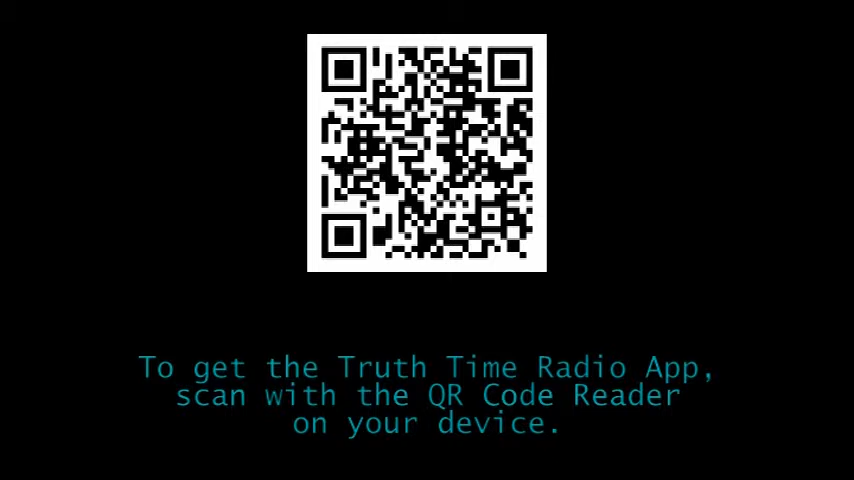 To get the Truth Time Radio App,
scan with the QR Code Reader
on your device.